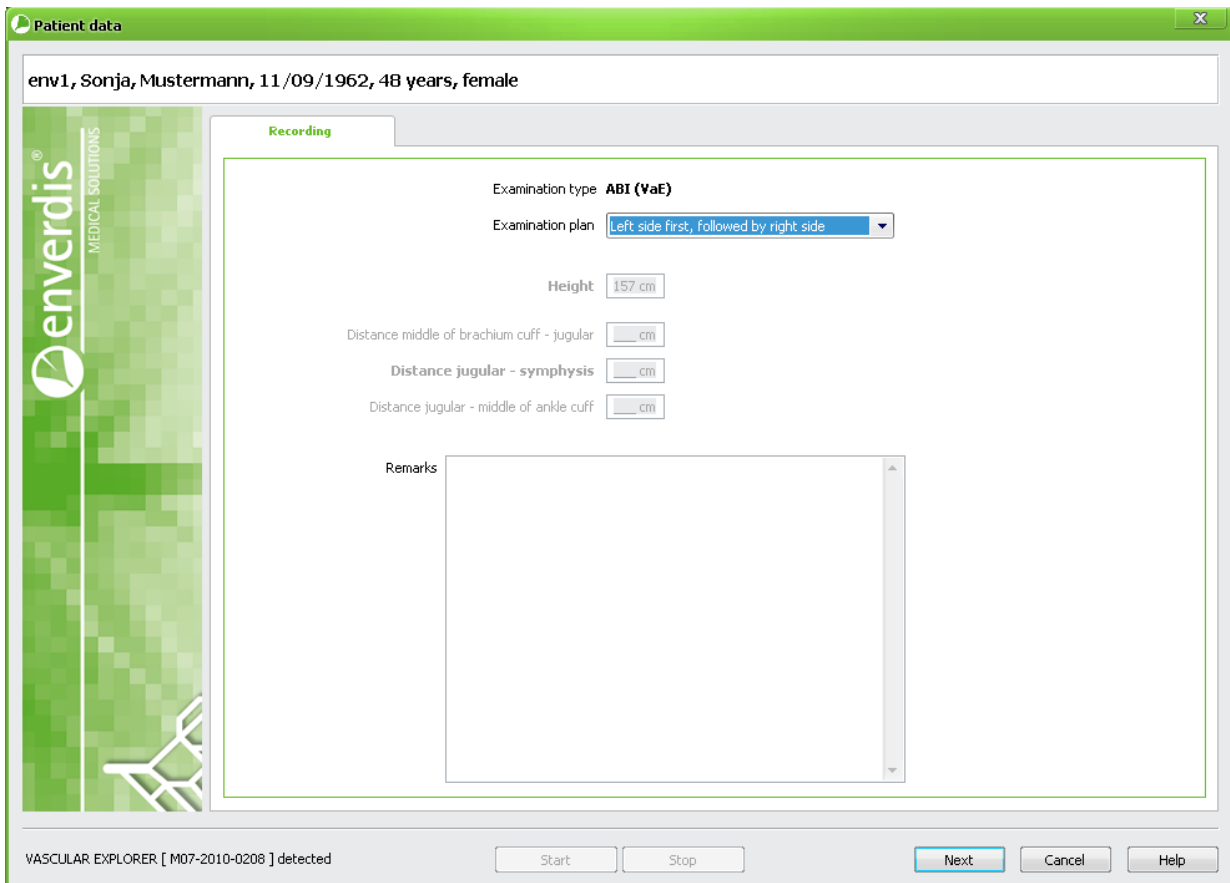 Patient data
env1, Sonja, Mustermann, 11/09/1962, 48 years, female
enverdis®
MEDICAL SOLUTIONS
Recording
Examination type ABI (VaE)
Examination plan Left side first, followed by right side
Height 157 cm
Distance middle of brachium cuff - jugular ___ cm
Distance jugular - symphysis ___ cm
Distance jugular - middle of ankle cuff ___ cm
Remarks
VASCULAR EXPLORER [ M07-2010-0208 ] detected Start Stop Next Cancel Help